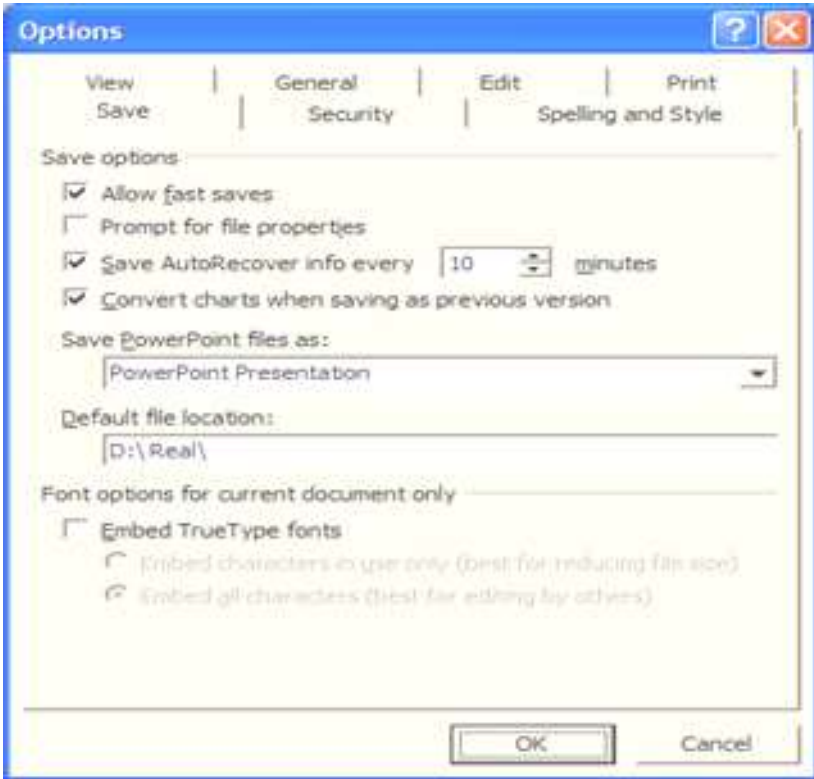 Options
View General Edit Print
Save Security Spelling and Style
Save options
Allow fast saves
Prompt for file properties
Save AutoRecover info every 10 minutes
Convert charts when saving as previous version
Save PowerPoint files as:
PowerPoint Presentation
Default file location:
D:\Real\
Font options for current document only
Embed TrueType fonts
Embed characters in use only (best for reducing file size)
Embed all characters (best for editing by others)
OK Cancel